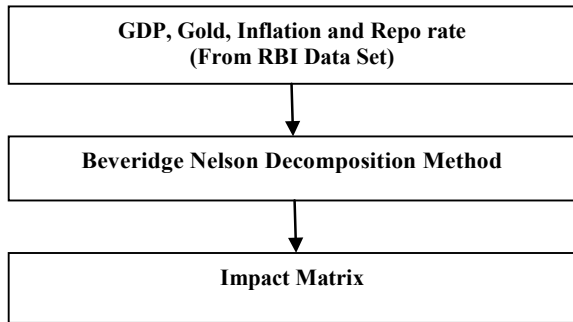 GDP, Gold, Inflation and Repo rate
(From RBI Data Set)
Beveridge Nelson Decomposition Method
Impact Matrix